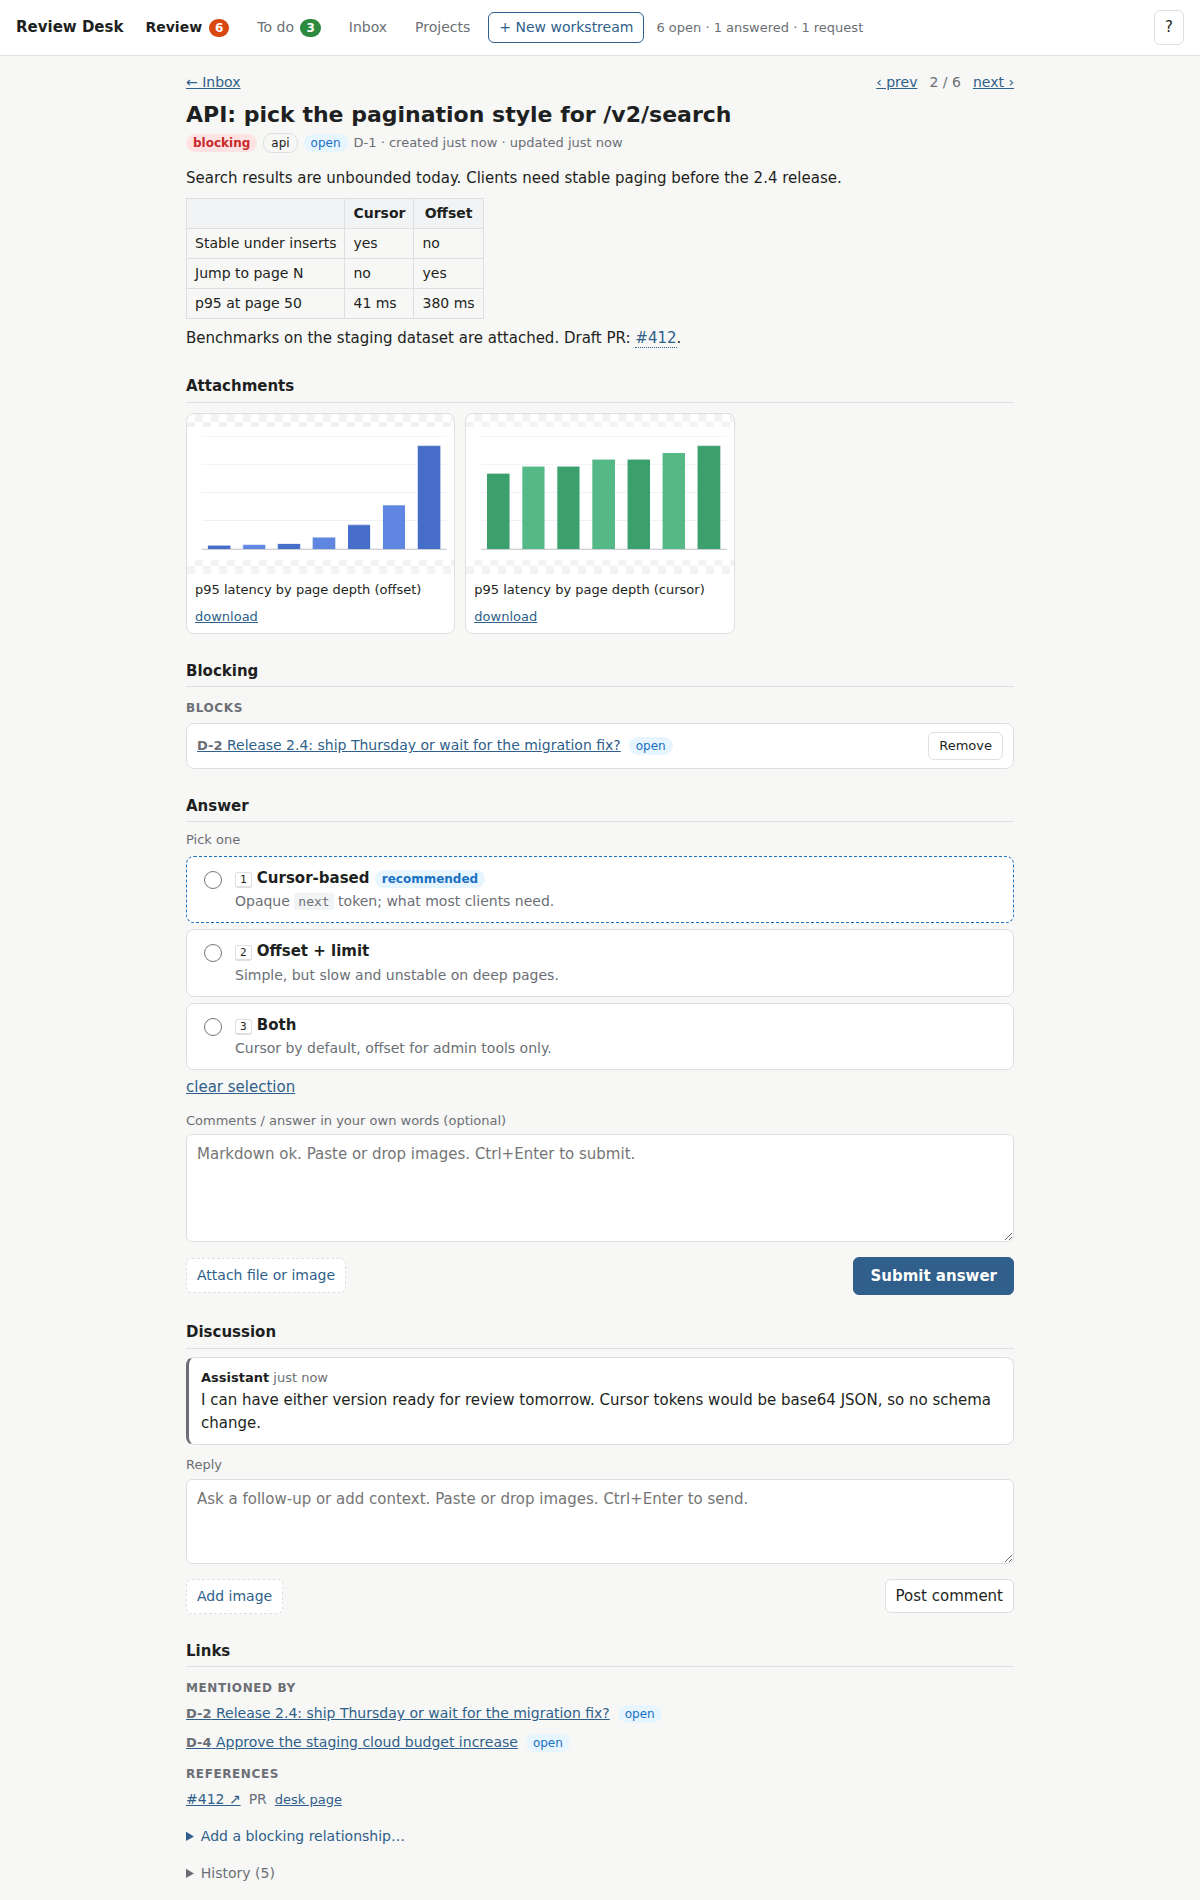 Review Desk Review 6 To do 3 Inbox Projects + New workstream 6 open · 1 answered · 1 request ?
← Inbox ‹ prev 2 / 6 next ›
API: pick the pagination style for /v2/search
blocking api open D-1 · created just now · updated just now
Search results are unbounded today. Clients need stable paging before the 2.4 release.
Cursor Offset
Stable under inserts yes no
Jump to page N no yes
p95 at page 50 41 ms 380 ms
Benchmarks on the staging dataset are attached. Draft PR: #412.
Attachments
p95 latency by page depth (offset) p95 latency by page depth (cursor)
download download
Blocking
BLOCKS
D-2 Release 2.4: ship Thursday or wait for the migration fix? open Remove
Answer
Pick one
1 Cursor-based recommended
Opaque next token; what most clients need.
2 Offset + limit
Simple, but slow and unstable on deep pages.
3 Both
Cursor by default, offset for admin tools only.
clear selection
Comments / answer in your own words (optional)
Markdown ok. Paste or drop images. Ctrl+Enter to submit.
Attach file or image Submit answer
Discussion
Assistant just now
I can have either version ready for review tomorrow. Cursor tokens would be base64 JSON, so no schema
change.
Reply
Ask a follow-up or add context. Paste or drop images. Ctrl+Enter to send.
Add image Post comment
Links
MENTIONED BY
D-2 Release 2.4: ship Thursday or wait for the migration fix? open
D-4 Approve the staging cloud budget increase open
REFERENCES
#412 ↗ PR desk page
▶ Add a blocking relationship…
▶ History (5)